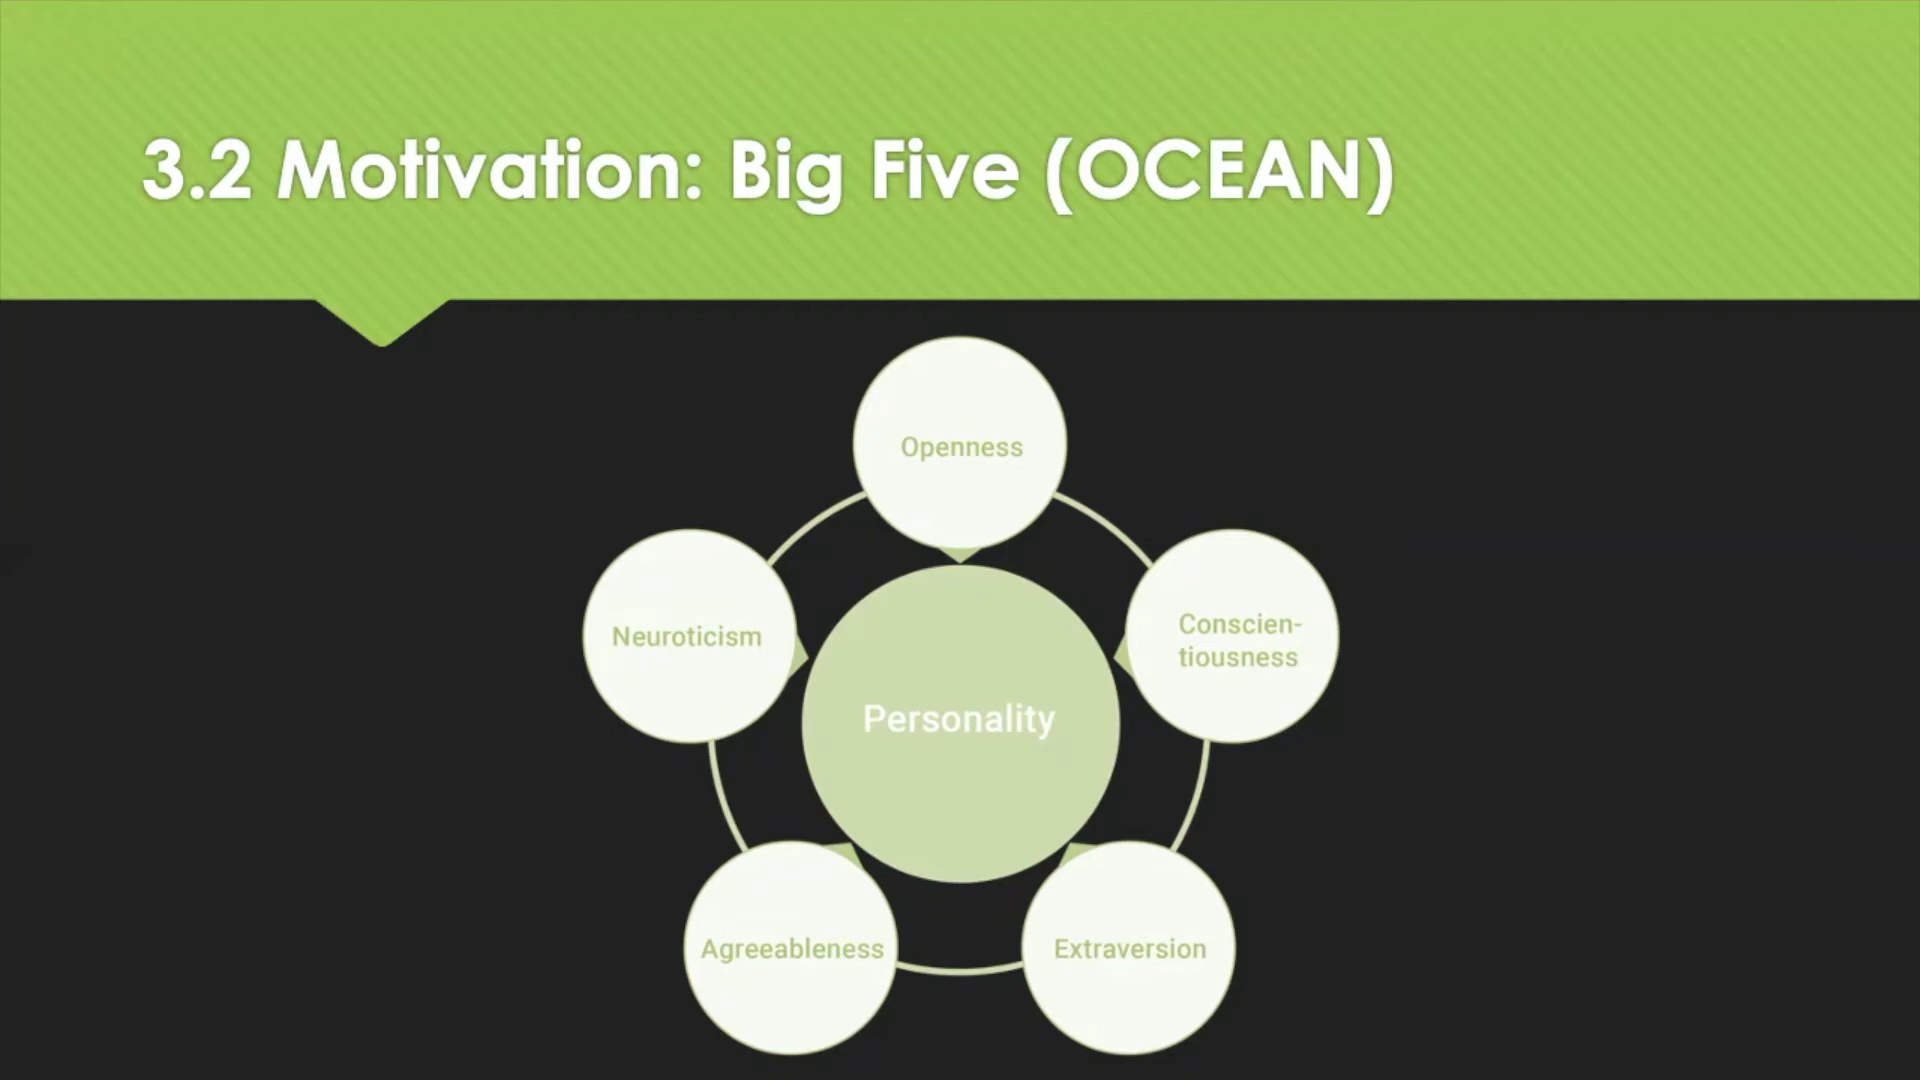 3.2 Motivation: Big Five (OCEAN)
Openness
Conscien-
tiousness
Extraversion
Agreeableness
Neuroticism
Personality